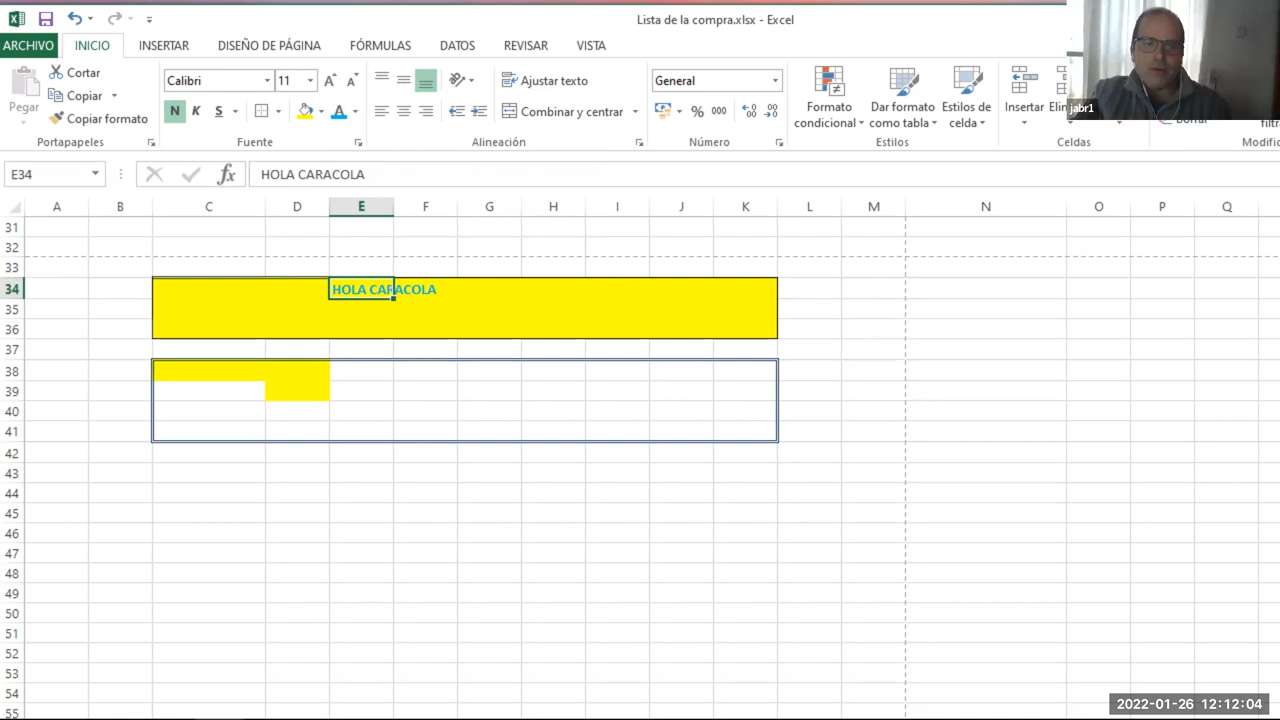 Lista de la compra.xlsx - Excel
ARCHIVO INICIO INSERTAR DISEÑO DE PÁGINA FÓRMULAS DATOS REVISAR VISTA
Pegar
Cortar
Copiar
Copiar formato
Portapapeles
Calibri 11
N K S
Fuente
Ajustar texto
Combinar y centrar
Alineación
General
% 000
Número
Formato condicional
Dar formato como tabla
Estilos de celda
Estilos
Insertar
Celdas
jabr1
E34 fx HOLA CARACOLA
A B C D E F G H I J K L M N O P Q
31
32
33
34 HOLA CARACOLA
35
36
37
38
39
40
41
42
43
44
45
46
47
48
49
50
51
52
53
54
55
2022-01-26 12:12:04